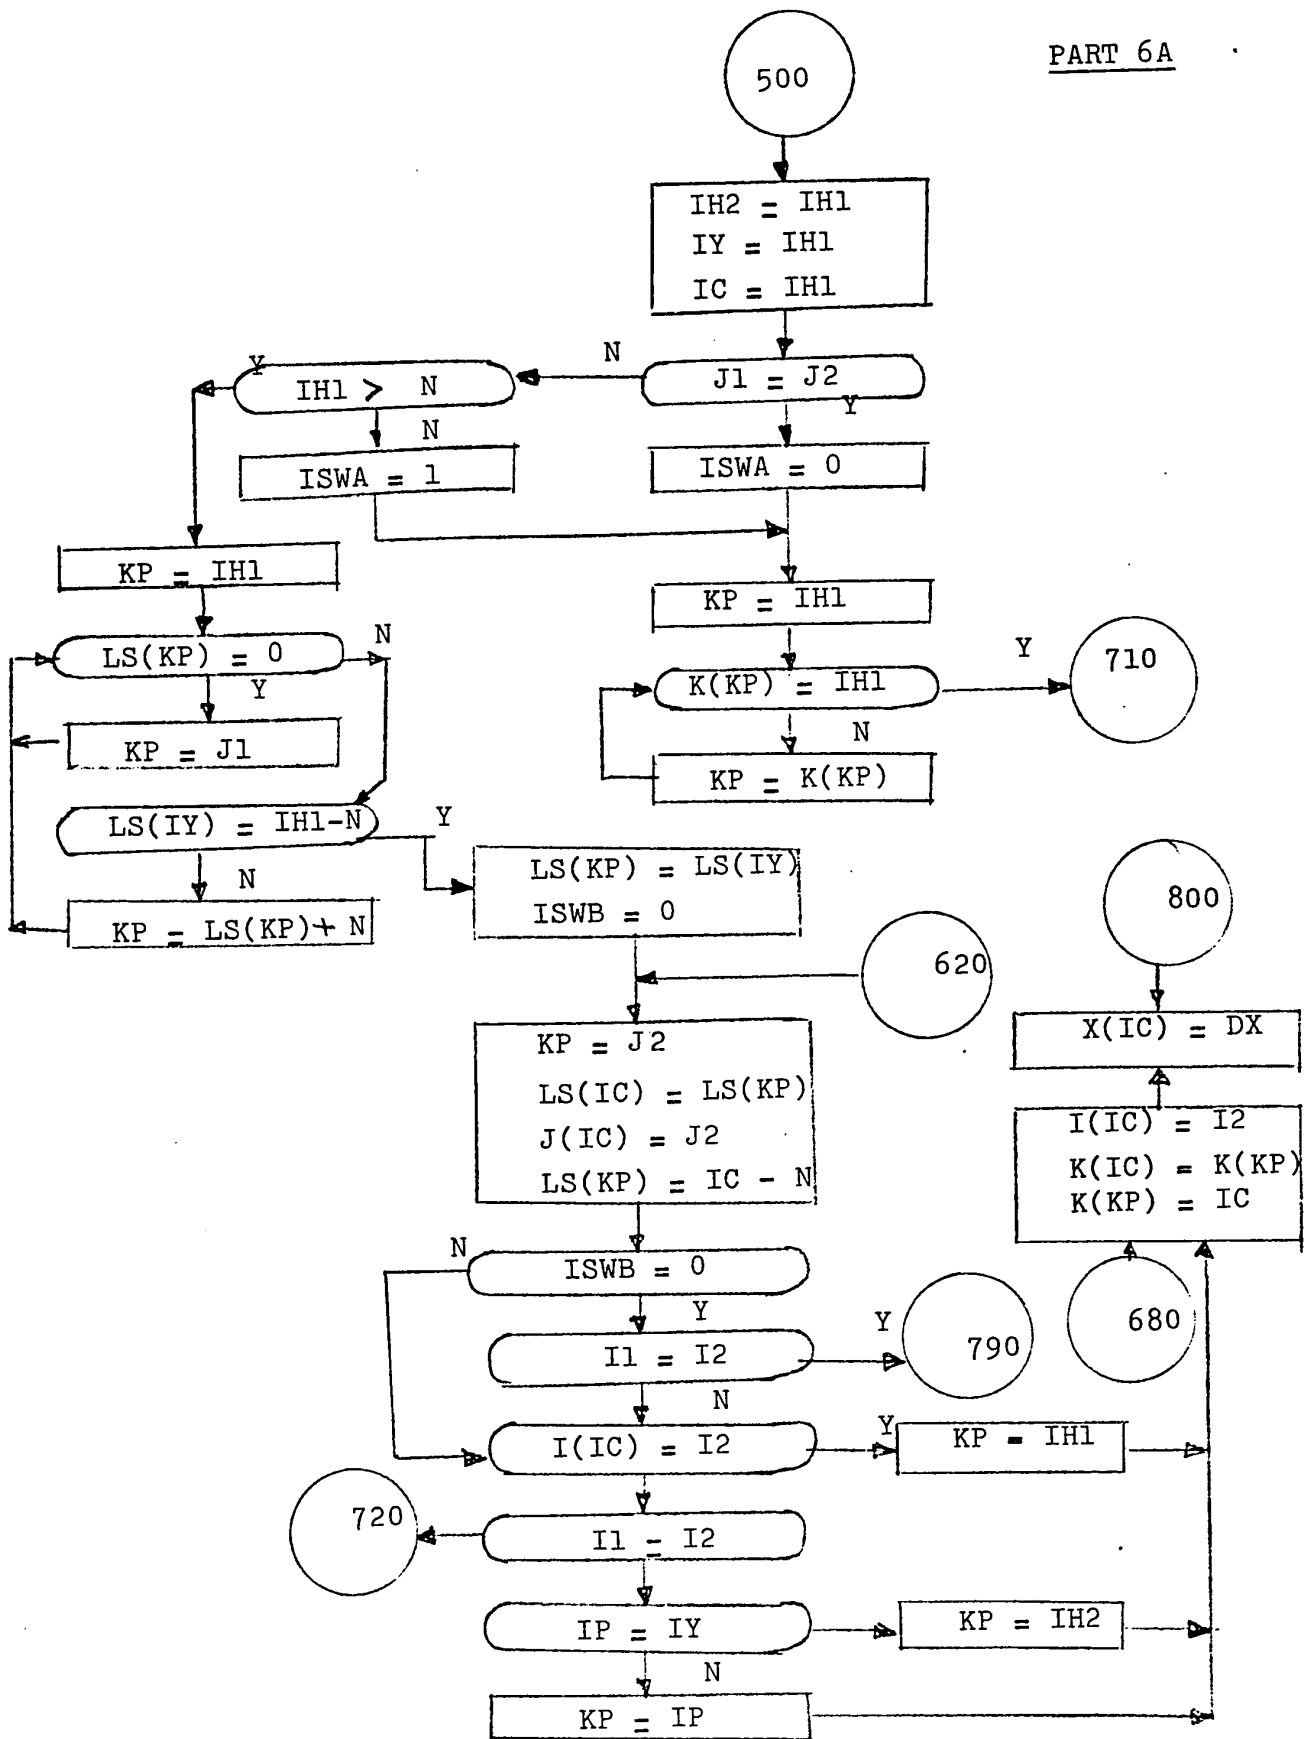 PART 6A
500
IH2 = IH1
IY = IH1
IC = IH1
J1 = J2
N
Y
IH1 > N
Y
N
ISWA = 1
ISWA = 0
KP = IH1
KP = IH1
LS(KP) = 0
N
Y
K(KP) = IH1
Y
710
N
KP = J1
KP = K(KP)
LS(IY) = IH1-N
Y
N
KP = LS(KP)+ N
LS(KP) = LS(IY)
ISWB = 0
800
620
X(IC) = DX
KP = J2
LS(IC) = LS(KP)
J(IC) = J2
LS(KP) = IC - N
I(IC) = I2
K(IC) = K(KP)
K(KP) = IC
680
N
ISWB = 0
Y
I1 = I2
Y
790
N
I(IC) = I2
Y
KP = IH1
720
I1 = I2
IP = IY
KP = IH2
N
KP = IP